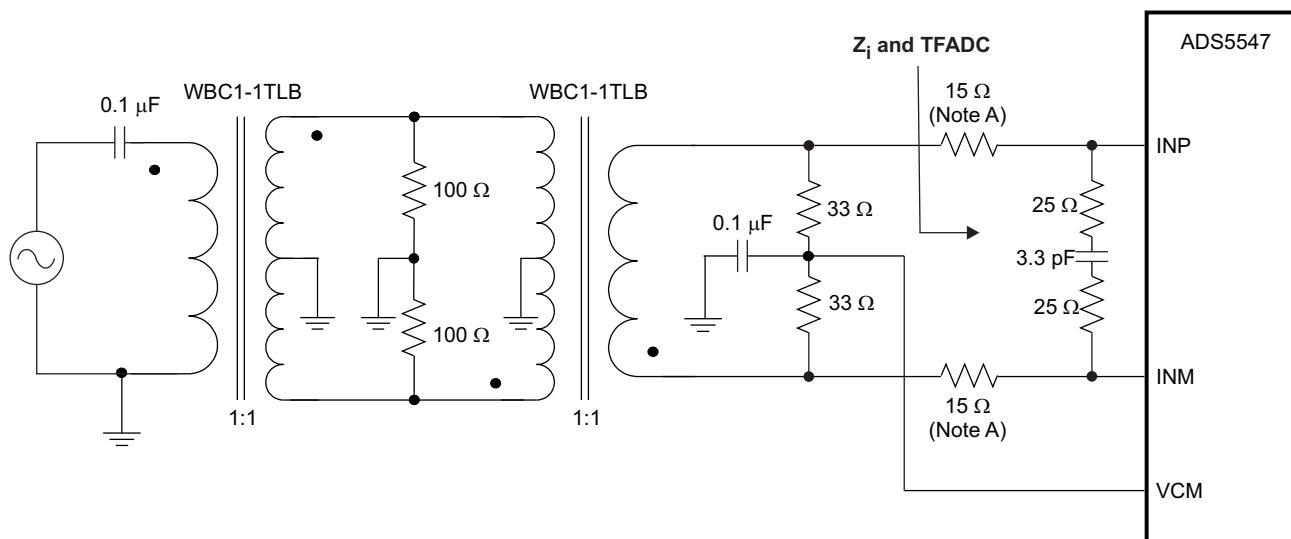 ADS5547
Z_i and TFADC
WBC1-1TLB
WBC1-1TLB
0.1 μF
15 Ω
(Note A)
INP
100 Ω
33 Ω
25 Ω
0.1 μF
3.3 pF
33 Ω
25 Ω
100 Ω
INM
1:1
1:1
15 Ω
(Note A)
VCM